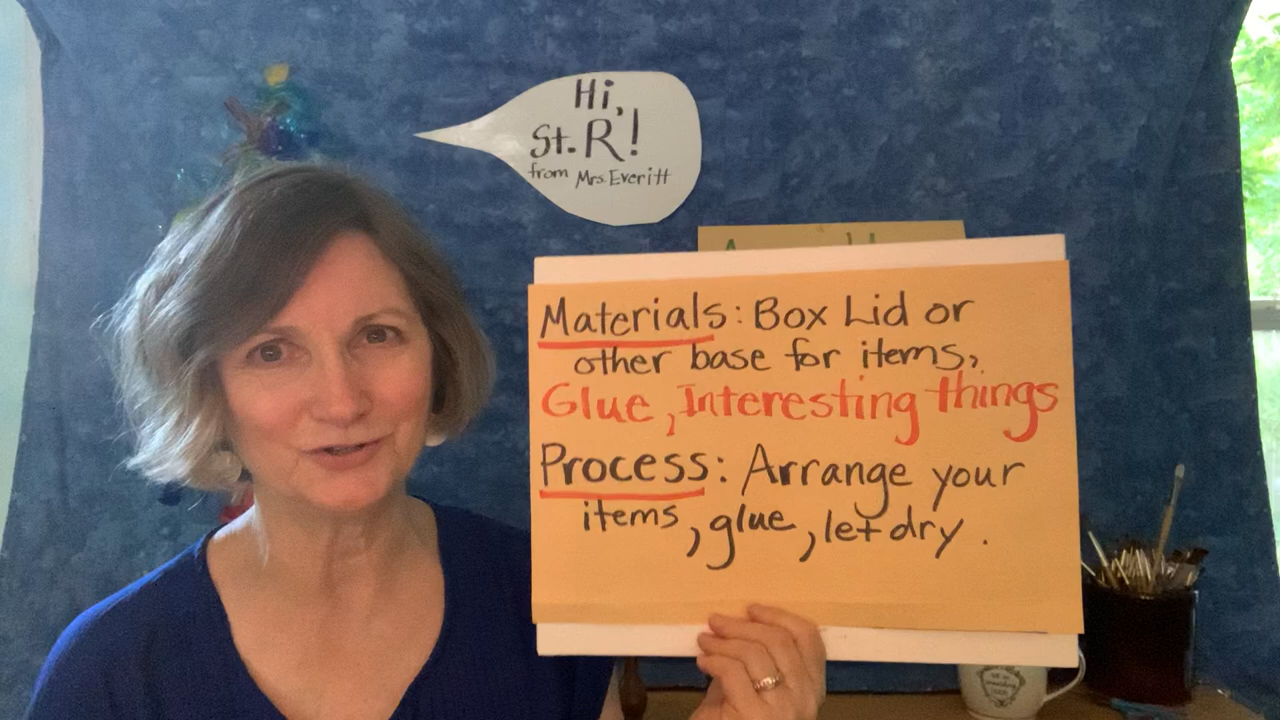 Hi,
St. R!
from Mrs. Everitt
Materials: Box Lid or
other base for items,
Glue, Interesting things
Process: Arrange your
items, glue, let dry.